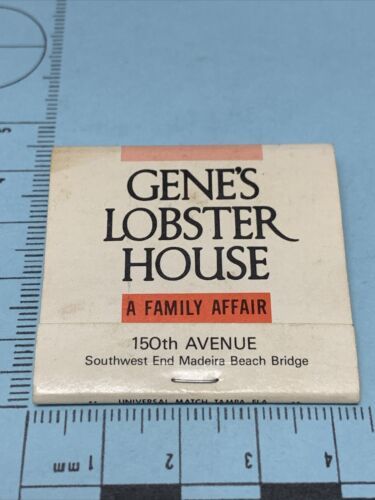 GENE'S
LOBSTER
HOUSE
A FAMILY AFFAIR
150th AVENUE
Southwest End Madeira Beach Bridge
UNIVERSAL MATCH, TAMPA, FLA.
5
mm 1 2 3 4